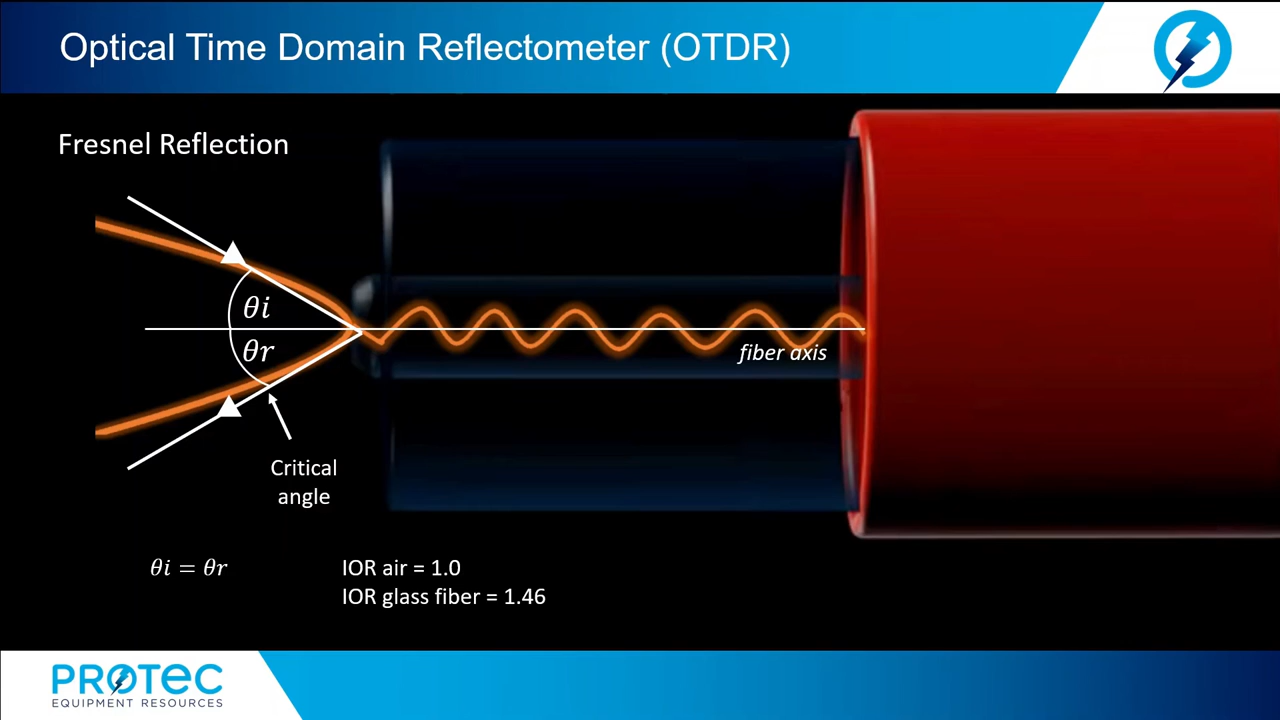 Optical Time Domain Reflectometer (OTDR)
Fresnel Reflection
θi
θr
fiber axis
Critical
angle
θi = θr
IOR air = 1.0
IOR glass fiber = 1.46
PROTEC
EQUIPMENT RESOURCES